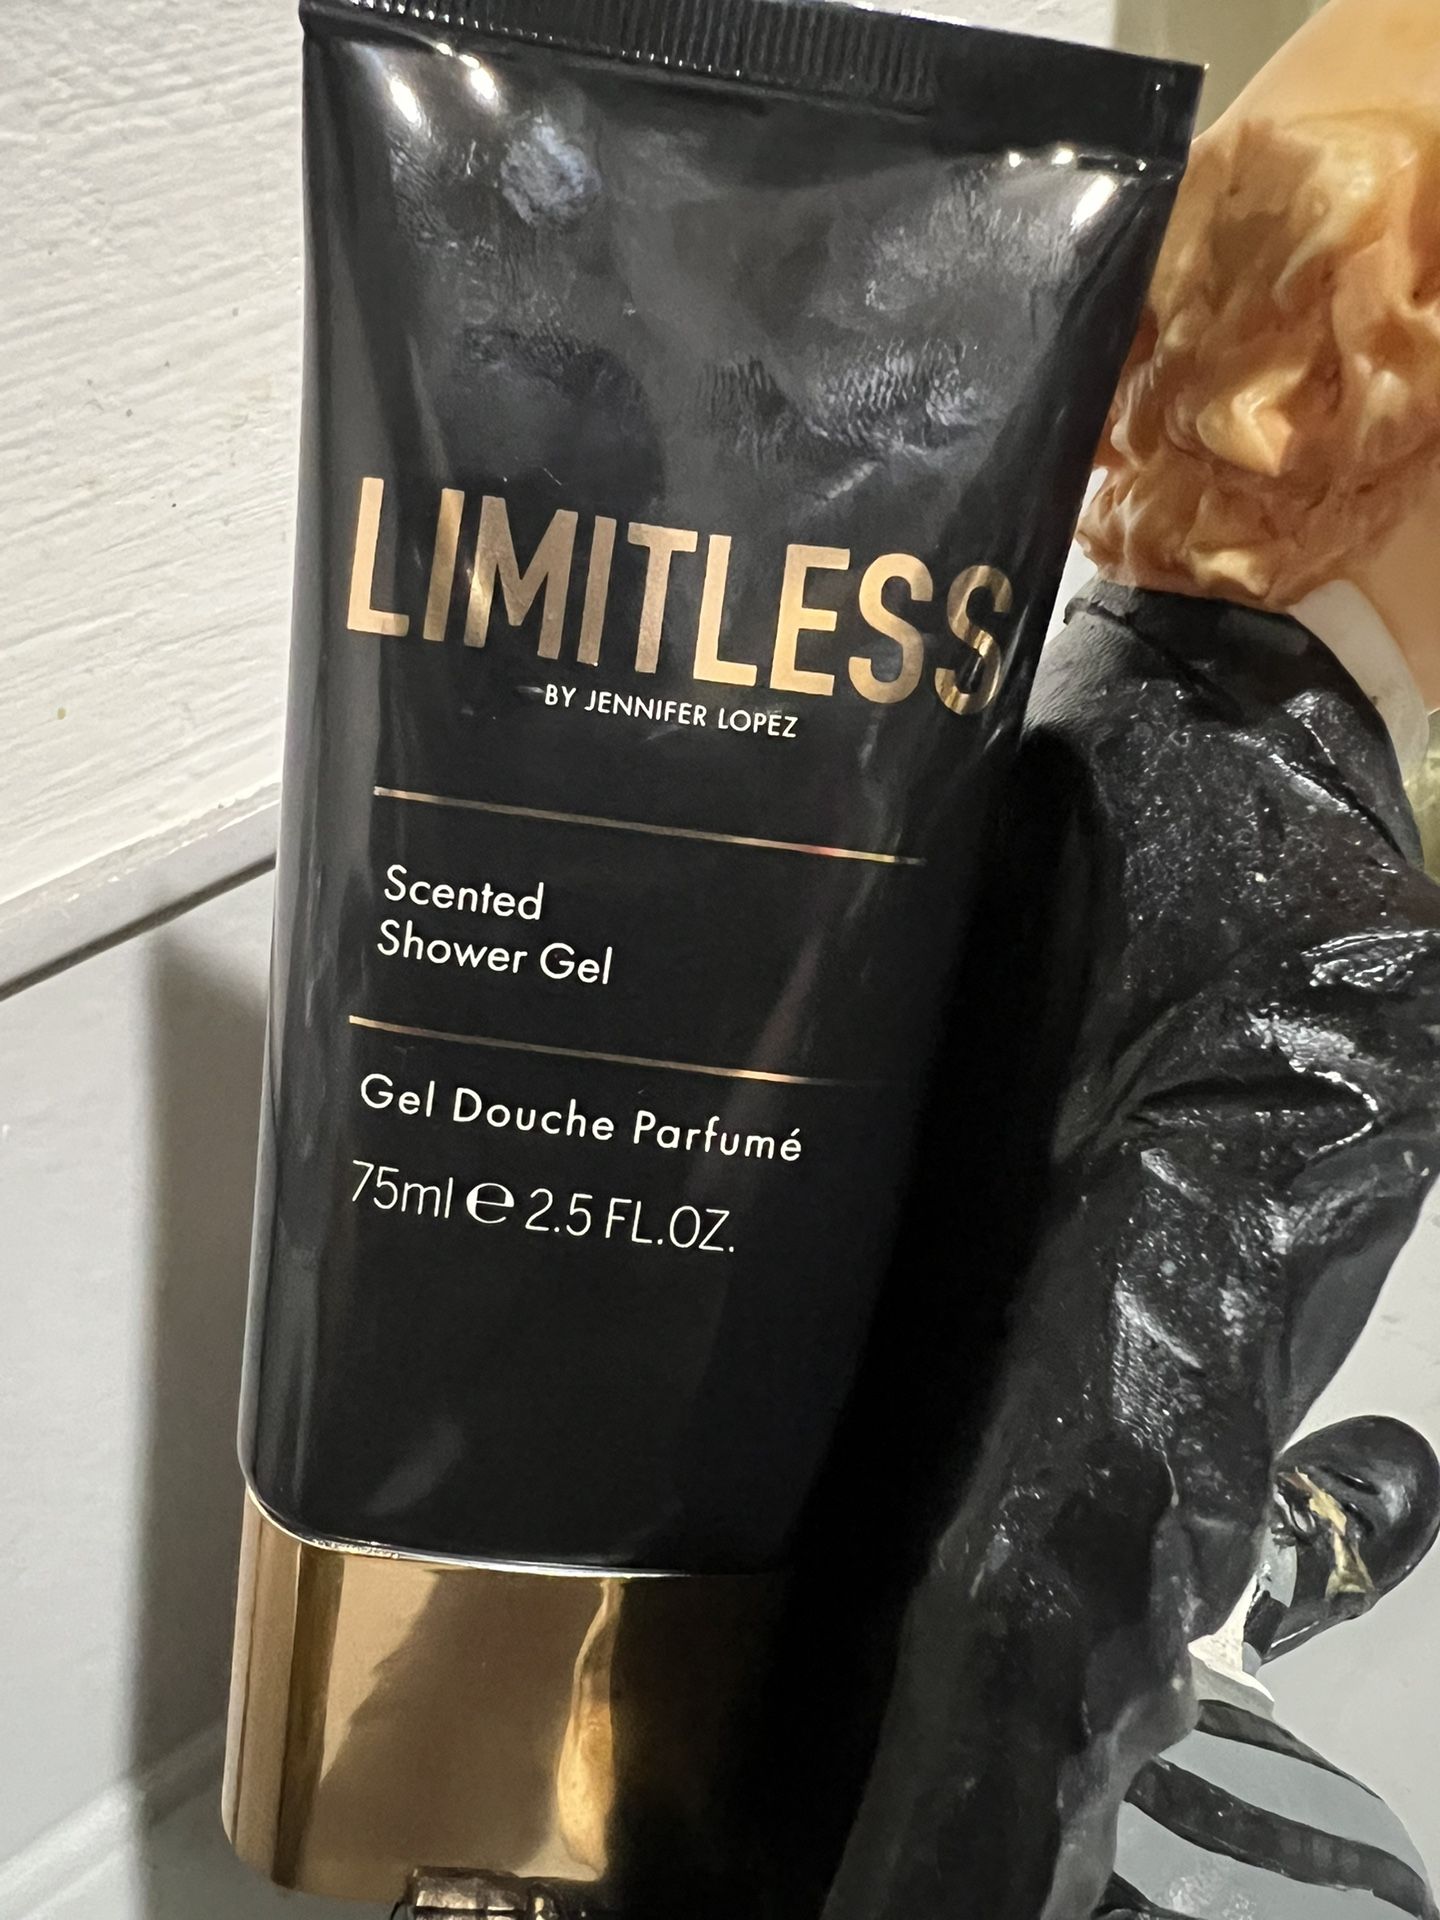 LIMITLESS
BY JENNIFER LOPEZ
Scented
Shower Gel
Gel Douche Parfumé
75ml ℮ 2.5 FL.OZ.